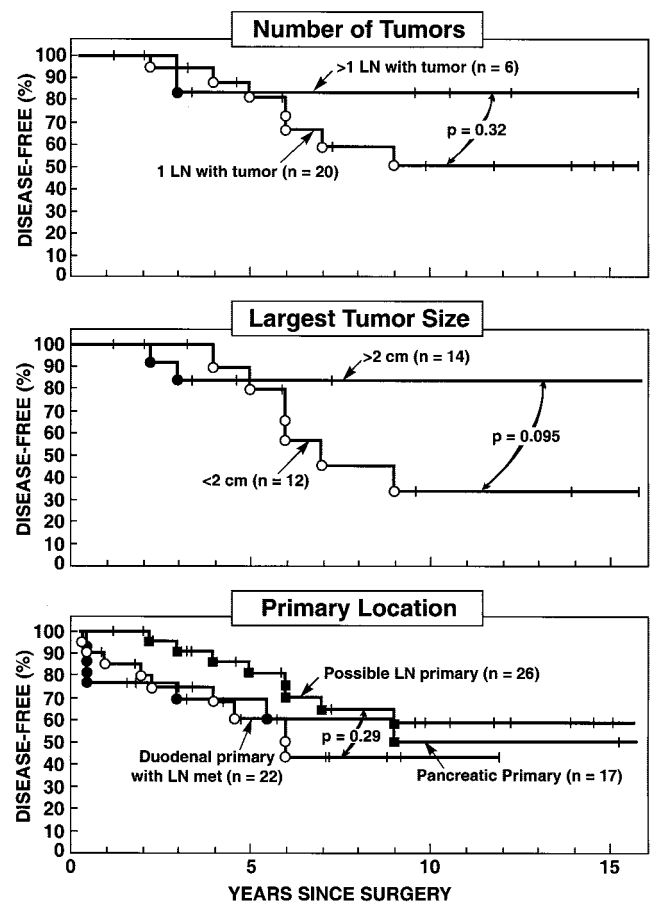 Number of Tumors
DISEASE-FREE (%)
100
90
80
70
60
50
40
30
20
10
0
>1 LN with tumor (n = 6)
p = 0.32
1 LN with tumor (n = 20)
Largest Tumor Size
DISEASE-FREE (%)
100
90
80
70
60
50
40
30
20
10
0
>2 cm (n = 14)
p = 0.095
<2 cm (n = 12)
Primary Location
DISEASE-FREE (%)
100
90
80
70
60
50
40
30
20
10
0
Possible LN primary (n = 26)
p = 0.29
Duodenal primary
with LN met (n = 22)
Pancreatic Primary (n = 17)
0
5
10
15
YEARS SINCE SURGERY